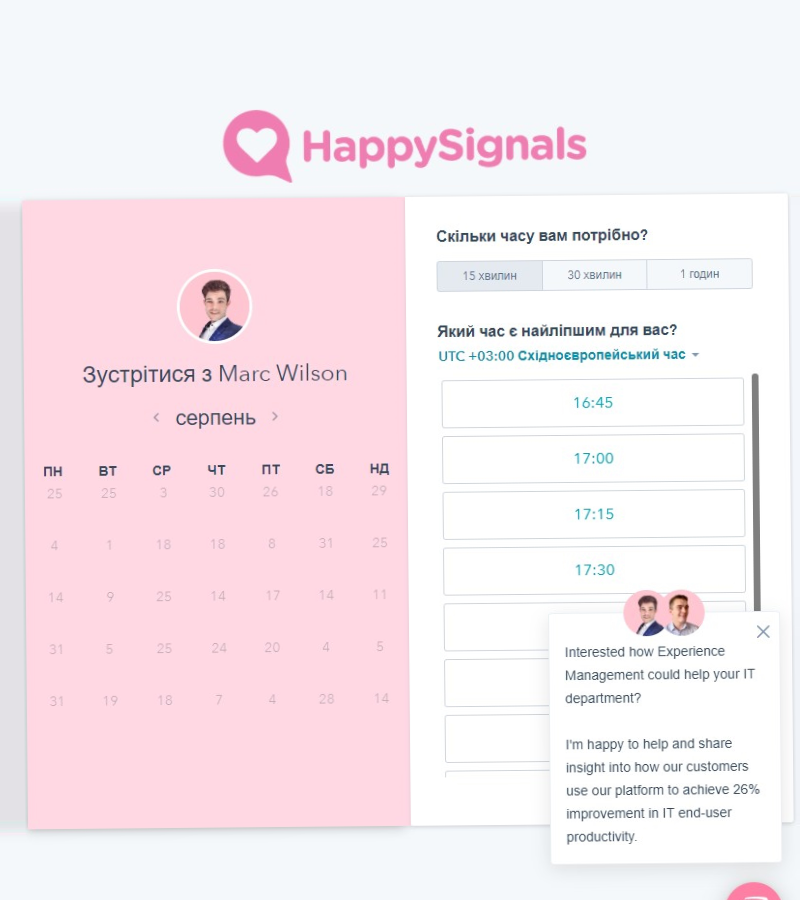 HappySignals
Зустрітися з Marc Wilson
серпень
ПН ВТ СР ЧТ ПТ СБ НД
25 25 3 30 26 18 29
4 1 18 18 8 31 25
14 9 25 14 17 14 11
31 5 25 24 20 4 5
31 19 18 7 4 28 14
Скільки часу вам потрібно?
15 хвилин 30 хвилин 1 годин
Який час є найліпшим для вас?
UTC +03:00 Східноєвропейський час
16:45
17:00
17:15
17:30
Interested how Experience
Management could help your IT
department?
I'm happy to help and share
insight into how our customers
use our platform to achieve 26%
improvement in IT end-user
productivity.